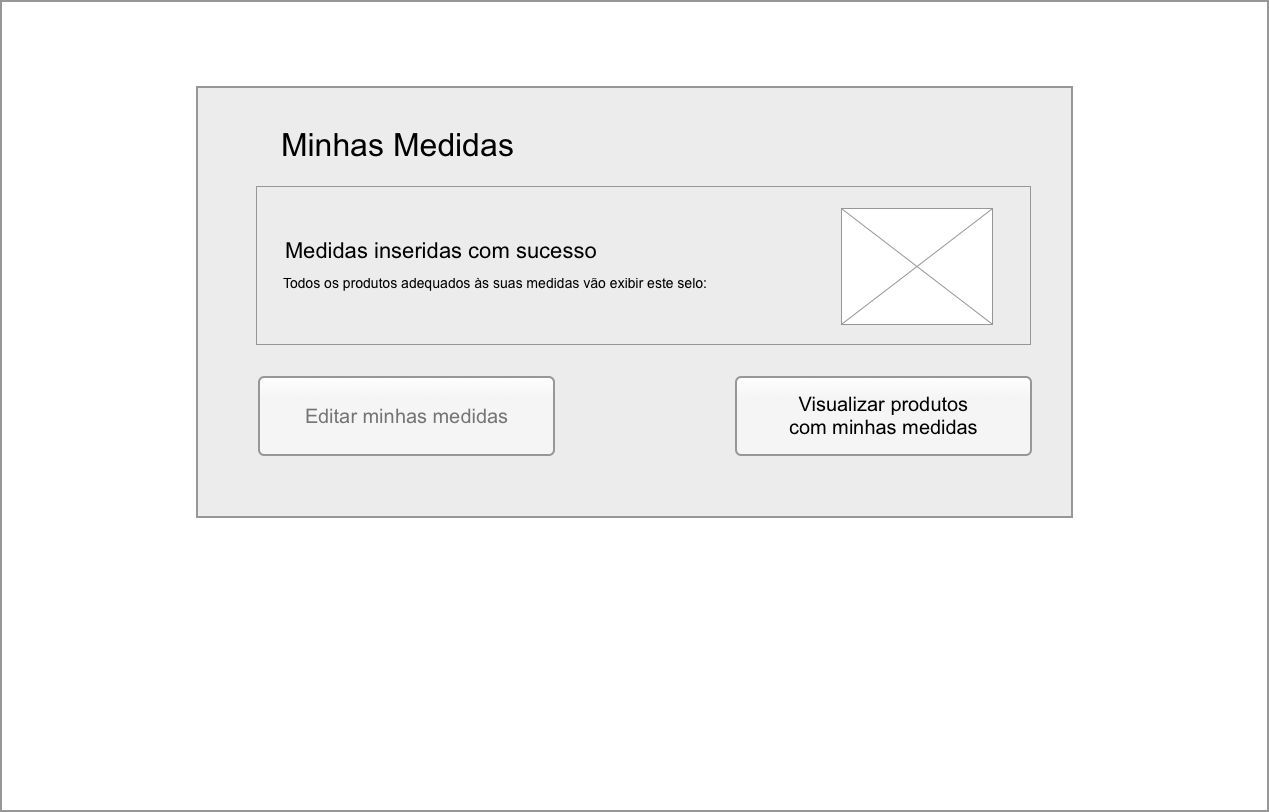 Minhas Medidas
Medidas inseridas com sucesso
Todos os produtos adequados às suas medidas vão exibir este selo:
Editar minhas medidas
Visualizar produtos
com minhas medidas